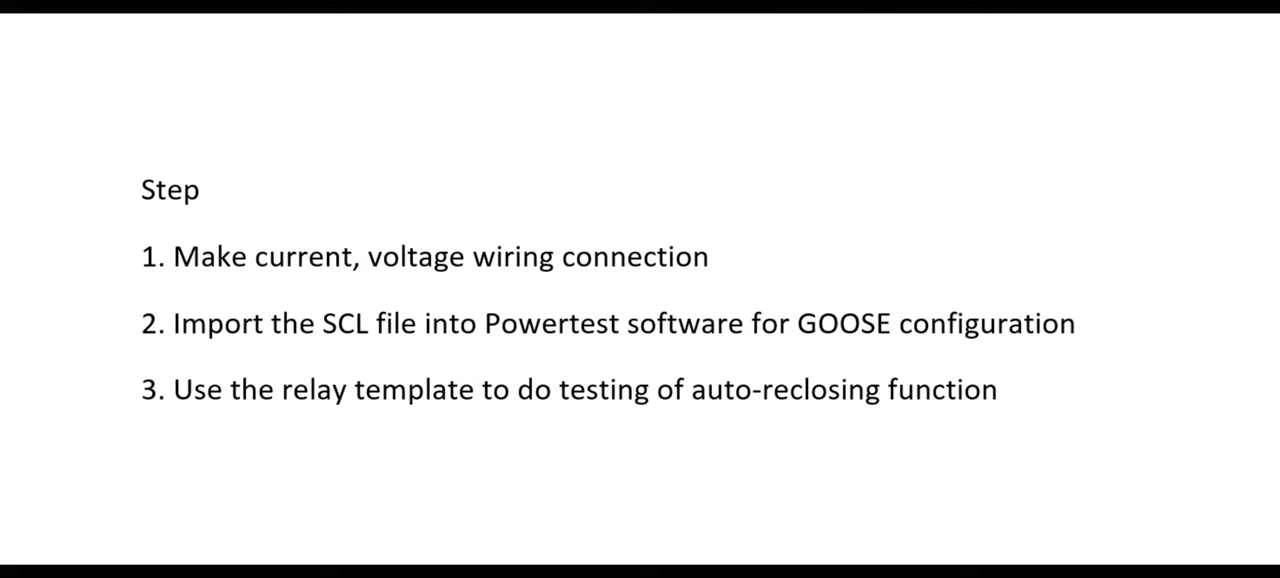 Step
1. Make current, voltage wiring connection
2. Import the SCL file into Powertest software for GOOSE configuration
3. Use the relay template to do testing of auto-reclosing function